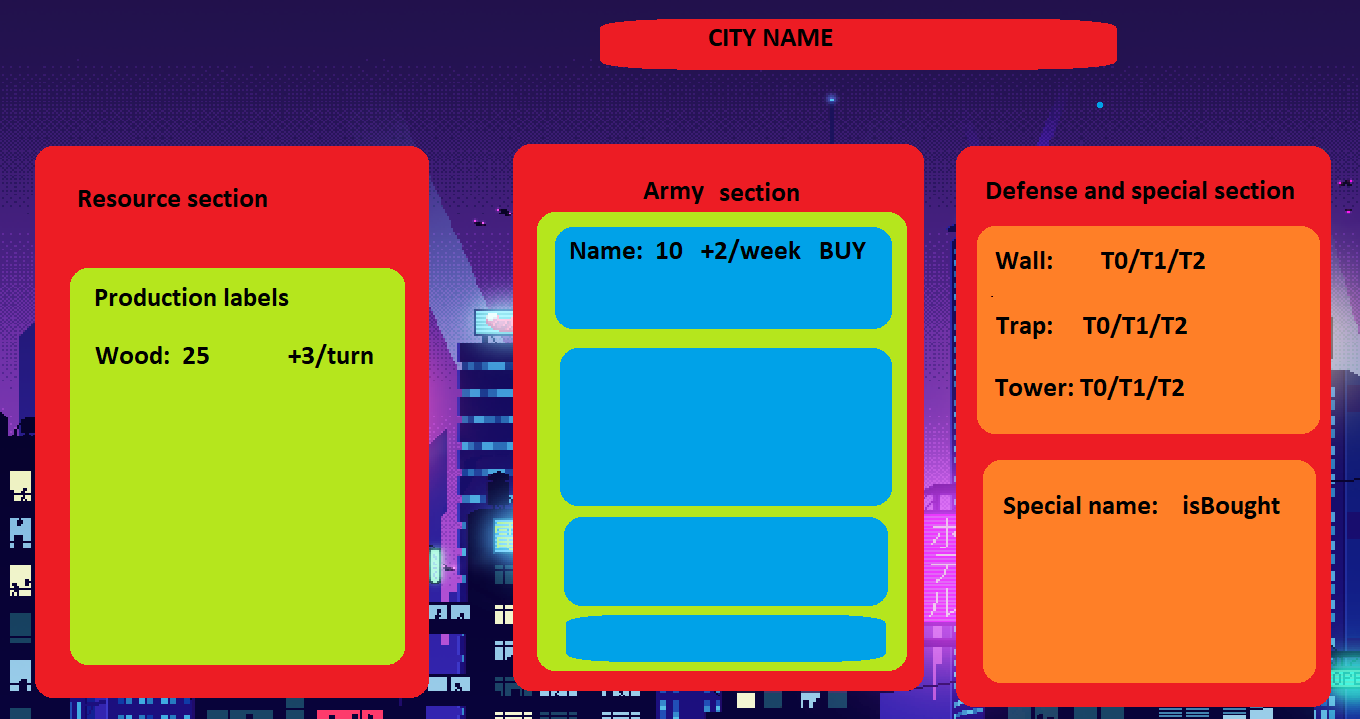 CITY NAME
Resource section
Production labels
Wood: 25 +3/turn
Army section
Name: 10 +2/week BUY
Defense and special section
Wall: T0/T1/T2
Trap: T0/T1/T2
Tower: T0/T1/T2
Special name: isBought
OPE